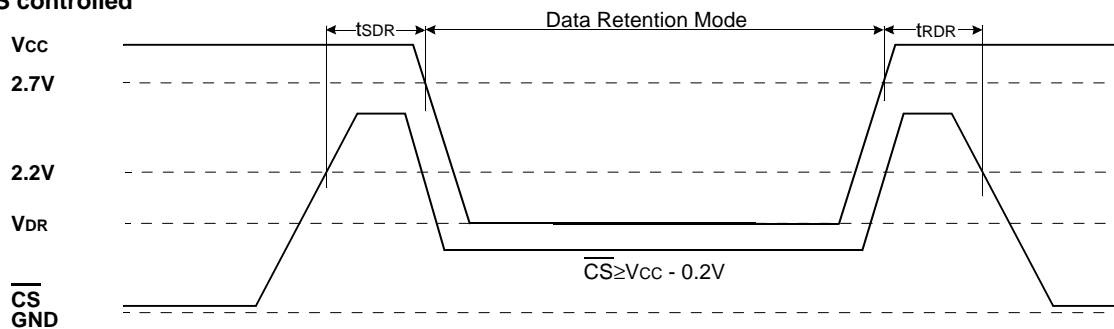 S controlled
tSDR
Data Retention Mode
tRDR
VCC
2.7V
2.2V
VDR
CS≥VCC - 0.2V
CS
GND